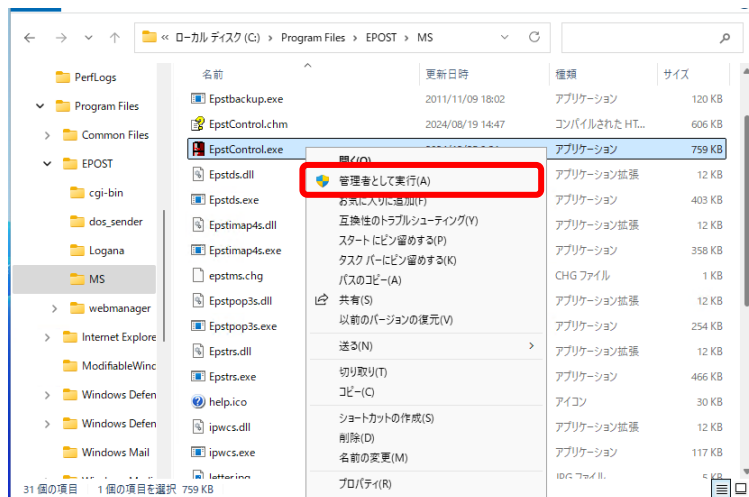 « ローカル ディスク (C:) › Program Files › EPOST › MS
PerfLogs
Program Files
Common Files
EPOST
cgi-bin
dos_sender
Logana
MS
webmanager
Internet Explore
ModifiableWinc
Windows Defen
Windows Defen
Windows Mail
名前 更新日時 種類 サイズ
Epstbackup.exe 2011/11/09 18:02 アプリケーション 120 KB
EpstControl.chm 2024/08/19 14:47 コンパイルされた HT... 606 KB
EpstControl.exe アプリケーション 759 KB
Epstds.dll アプリケーション拡張 12 KB
Epstds.exe アプリケーション 403 KB
Epstimap4s.dll アプリケーション拡張 12 KB
Epstimap4s.exe アプリケーション 358 KB
epstms.chg CHG ファイル 1 KB
Epstpop3s.dll アプリケーション拡張 12 KB
Epstpop3s.exe アプリケーション 254 KB
Epstrs.dll アプリケーション拡張 12 KB
Epstrs.exe アプリケーション 466 KB
help.ico アイコン 30 KB
ipwcs.dll アプリケーション拡張 12 KB
ipwcs.exe アプリケーション 117 KB
開く(O)
管理者として実行(A)
お気に入りに追加(F)
互換性のトラブルシューティング(Y)
スタート にピン留めする(P)
タスク バーにピン留めする(K)
パスのコピー(A)
共有(S)
以前のバージョンの復元(V)
送る(N)
切り取り(T)
コピー(C)
ショートカットの作成(S)
削除(D)
名前の変更(M)
プロパティ(R)
31 個の項目 1 個の項目を選択 759 KB